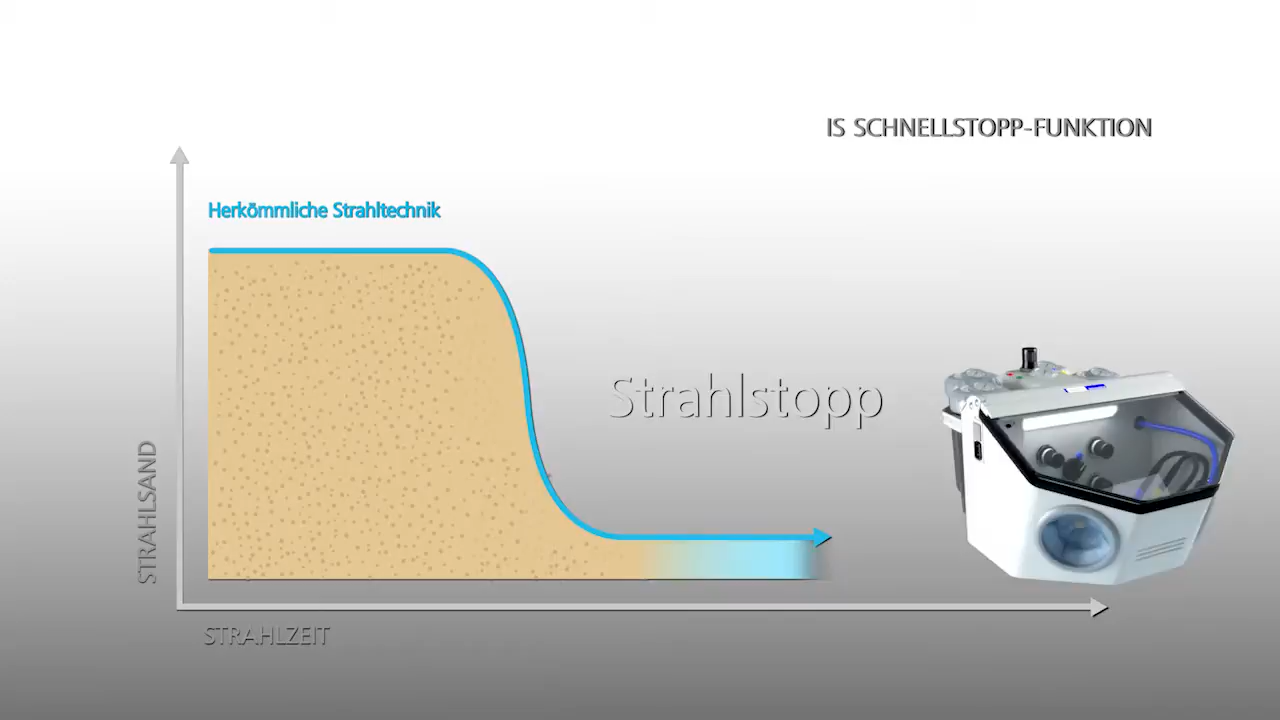 IS SCHNELLSTOPP-FUNKTION
Herkömmliche Strahltechnik
Strahlstopp
STRAHLSAND
STRAHLZEIT